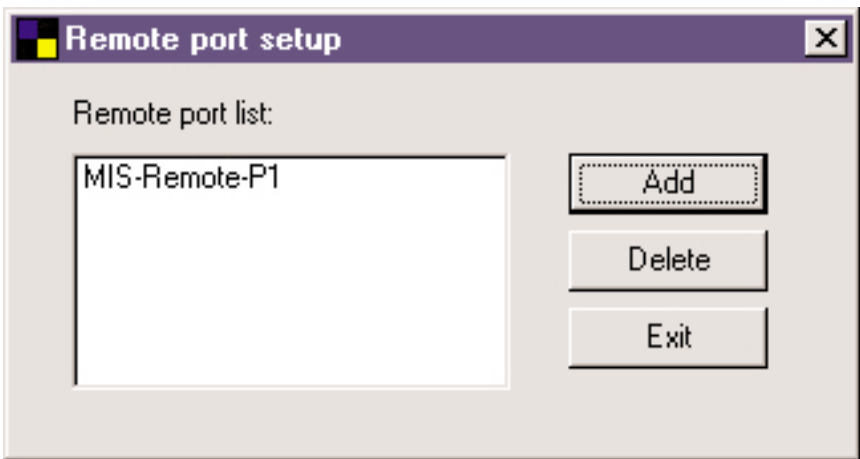 Remote port setup
Remote port list:
MIS-Remote-P1
Add
Delete
Exit